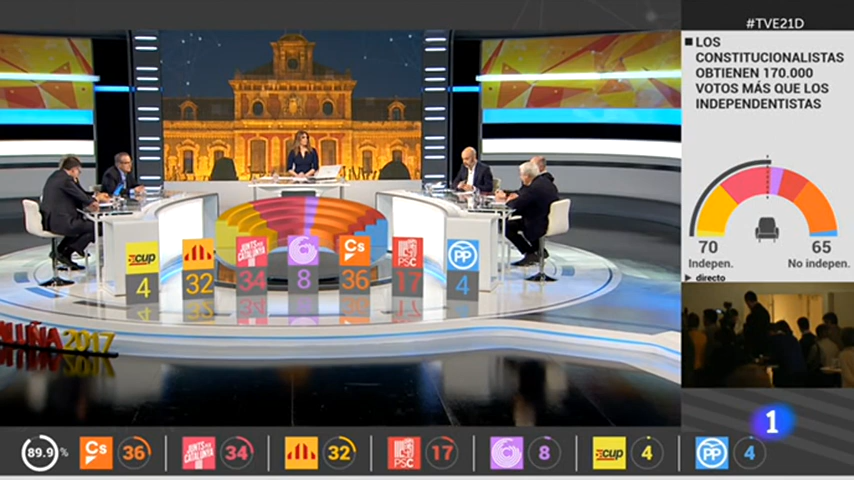 #TVE21D
LOS
CONSTITUCIONALISTAS
OBTIENEN 170.000
VOTOS MÁS QUE LOS
INDEPENDENTISTAS
70
65
Indepen.
No indepen.
directo
cup
JUNTS PER
CATALUNYA
Cs
PSC
PP
4
32
34
8
36
17
4
UÑA2017
1
89.9 %
Cs
36
JUNTS PER
CATALUNYA
34
32
PSC
17
8
cup
4
PP
4